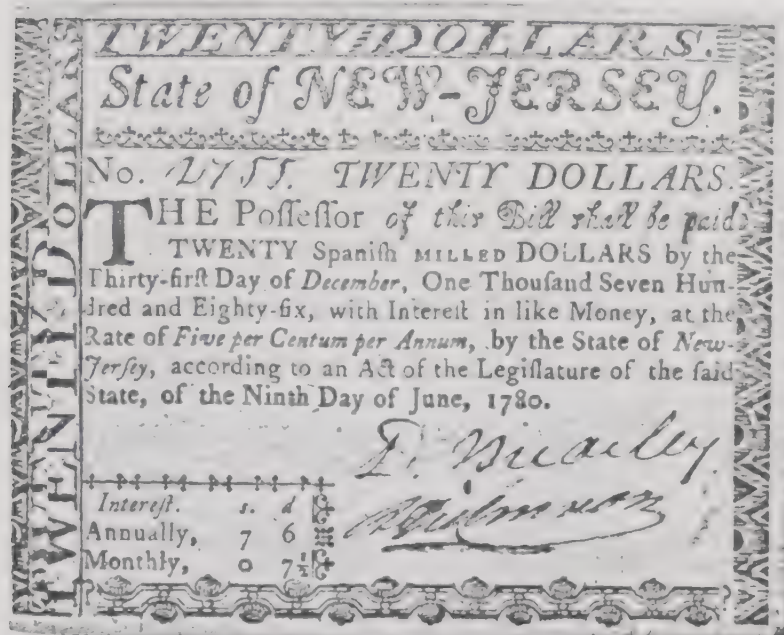 TWENTY DOLLARS.
State of NEW-JERSEY.
TWENTY DOLLARS
No. 2755. TWENTY DOLLARS.
THE Poſſeſſor of this Bill ſhall be paid
TWENTY Spaniſh MILLED DOLLARS by the
Thirty-firſt Day of December, One Thouſand Seven Hun-
dred and Eighty-ſix, with Intereſt in like Money, at the
Rate of Five per Centum per Annum, by the State of New-
Jerſey, according to an Act of the Legiſlature of the ſaid
State, of the Ninth Day of June, 1780.
Intereſt. s. d
Annually, 7 6
Monthly, 0 7½